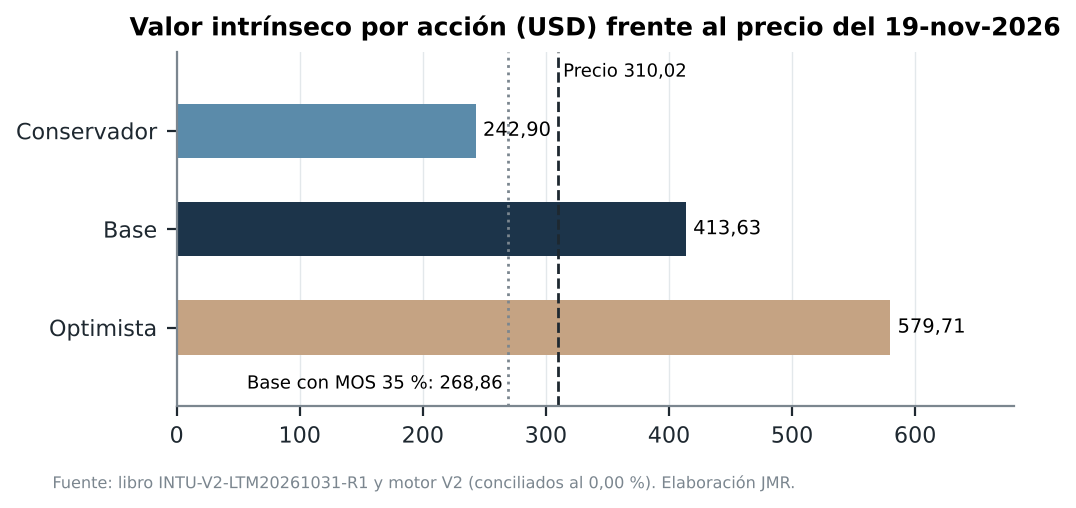 Valor intrínseco por acción (USD) frente al precio del 19-nov-2026
Precio 310,02
Conservador 242,90
Base 413,63
Optimista 579,71
Base con MOS 35 %: 268,86
0 100 200 300 400 500 600
Fuente: libro INTU-V2-LTM20261031-R1 y motor V2 (conciliados al 0,00 %). Elaboración JMR.